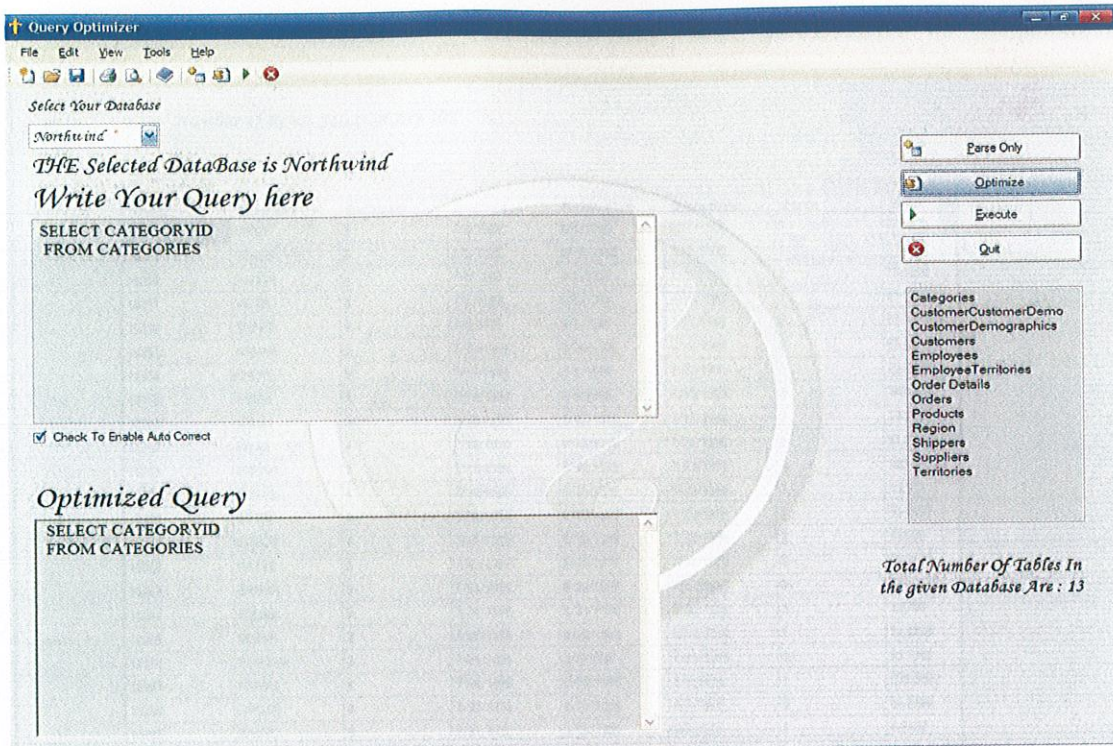 Query Optimizer
File Edit View Tools Help
Select Your Database
Northwind
THE Selected DataBase is Northwind
Write Your Query here
SELECT CATEGORYID
FROM CATEGORIES
Check To Enable Auto Correct
Optimized Query
SELECT CATEGORYID
FROM CATEGORIES
Parse Only
Optimize
Execute
Quit
Categories
CustomerCustomerDemo
CustomerDemographics
Customers
Employees
EmployeeTerritories
Order Details
Orders
Products
Region
Shippers
Suppliers
Territories
Total Number Of Tables In
the given Database Are : 13